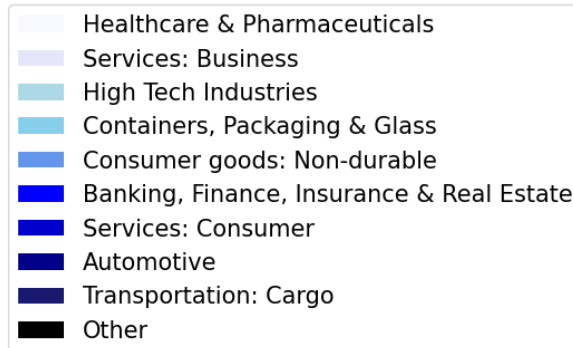 Healthcare & Pharmaceuticals
Services: Business
High Tech Industries
Containers, Packaging & Glass
Consumer goods: Non-durable
Banking, Finance, Insurance & Real Estate
Services: Consumer
Automotive
Transportation: Cargo
Other